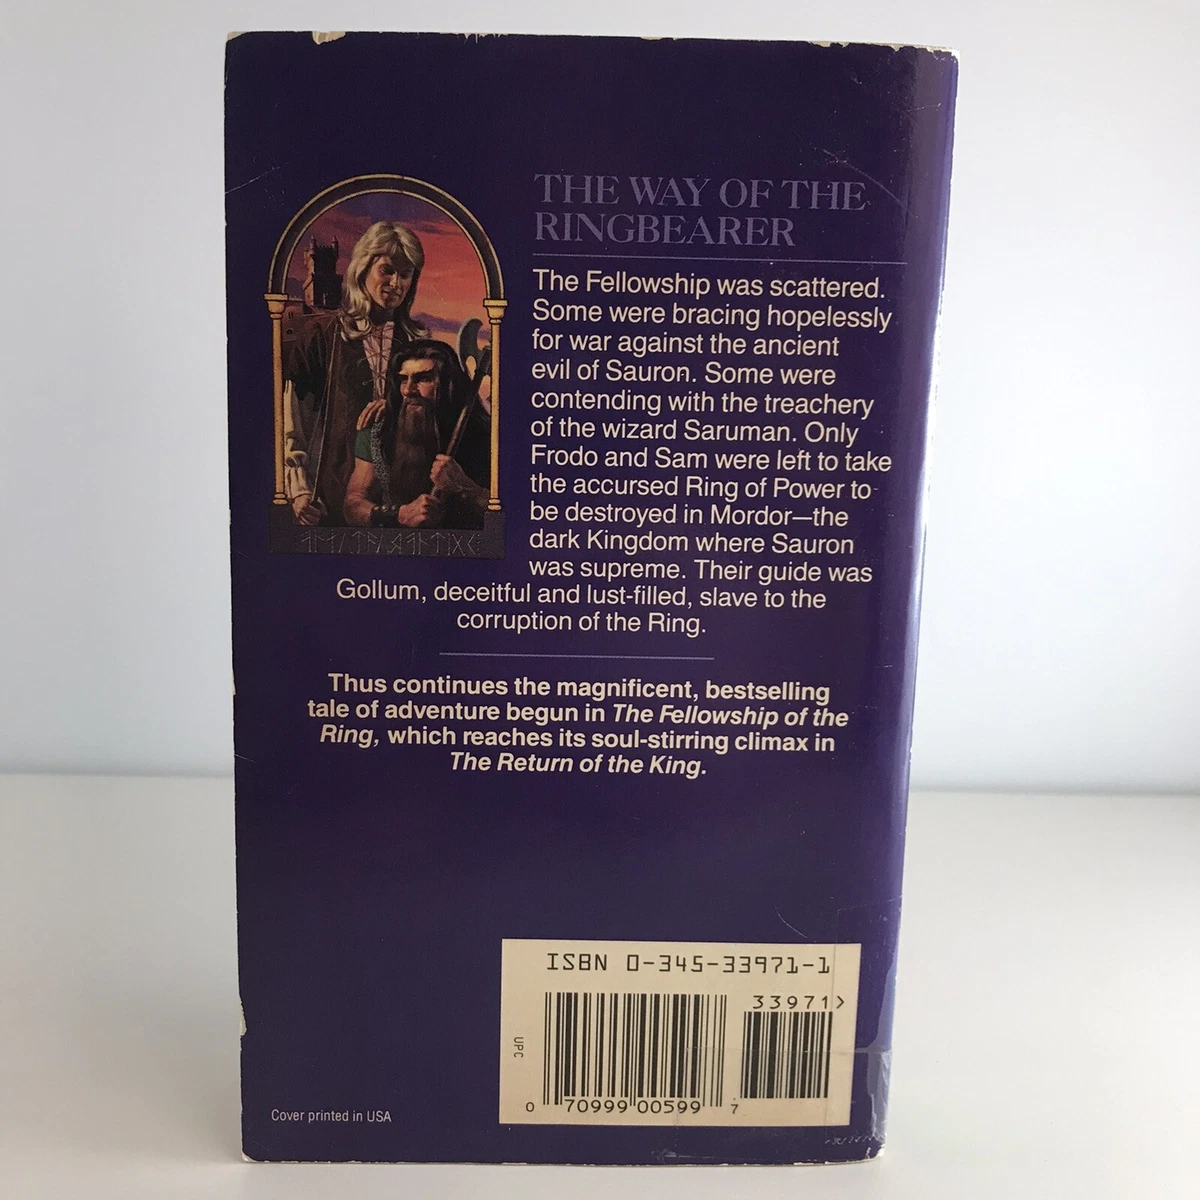 THE WAY OF THE
RINGBEARER
The Fellowship was scattered.
Some were bracing hopelessly
for war against the ancient
evil of Sauron. Some were
contending with the treachery
of the wizard Saruman. Only
Frodo and Sam were left to take
the accursed Ring of Power to
be destroyed in Mordor—the
dark Kingdom where Sauron
was supreme. Their guide was
Gollum, deceitful and lust-filled, slave to the
corruption of the Ring.
Thus continues the magnificent, bestselling
tale of adventure begun in The Fellowship of the
Ring, which reaches its soul-stirring climax in
The Return of the King.
ISBN 0-345-33971-1
33971>
UPC
0 70999 00599 7
Cover printed in USA